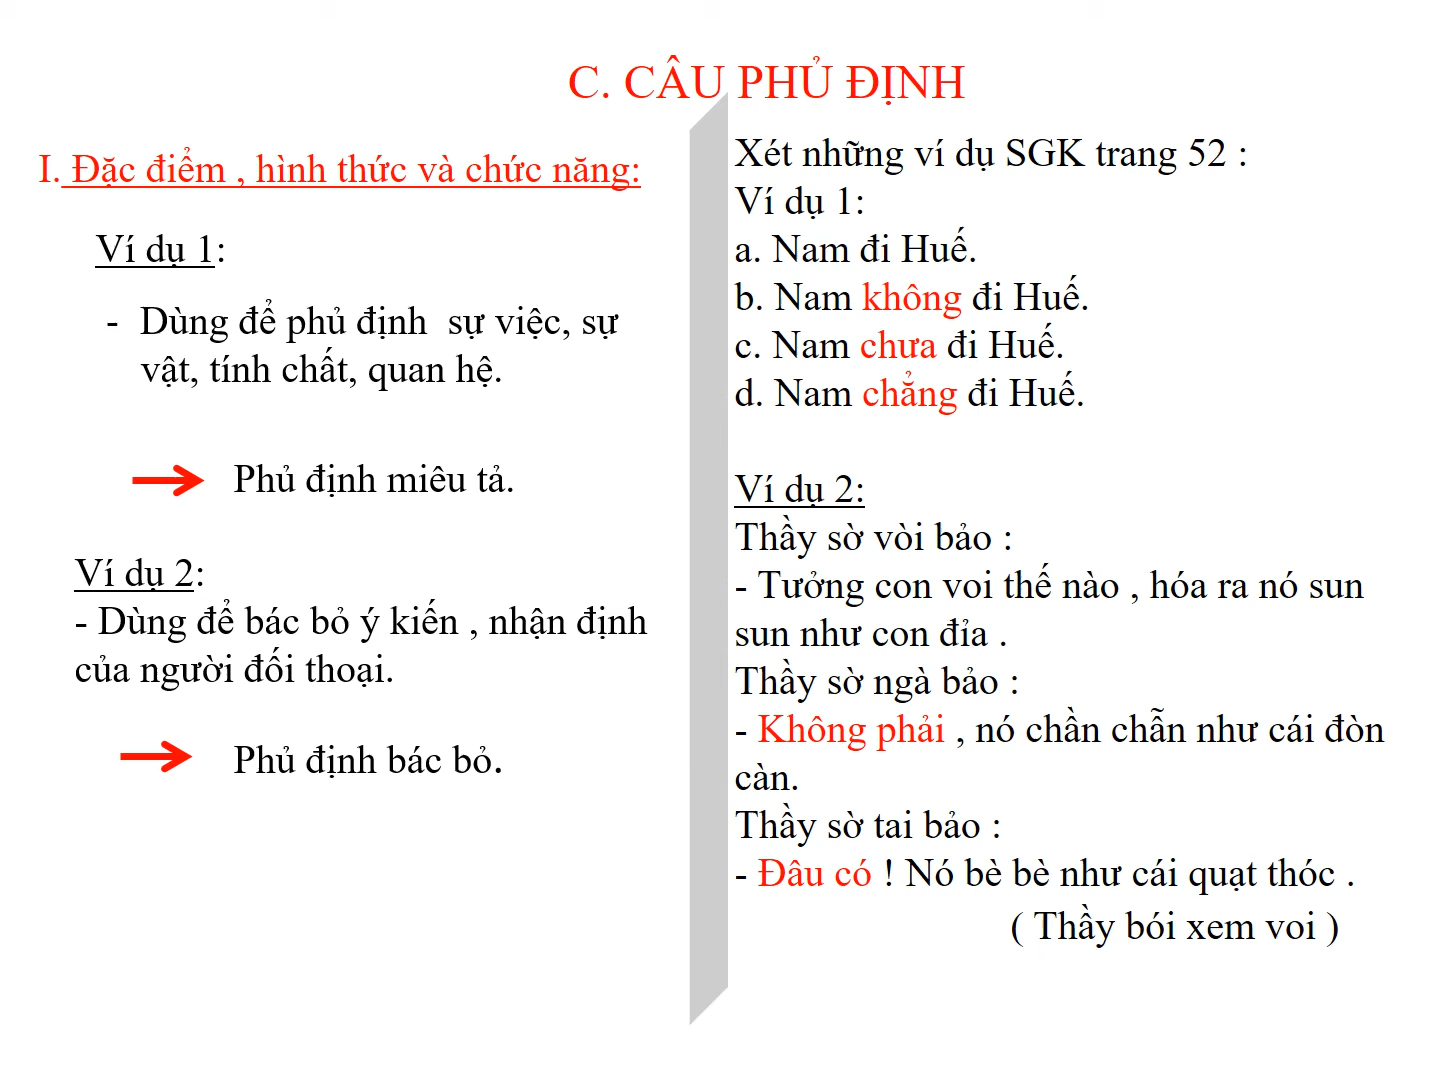 C. CÂU PHỦ ĐỊNH
I. Đặc điểm , hình thức và chức năng:
Ví dụ 1:
- Dùng để phủ định sự việc, sự
vật, tính chất, quan hệ.
Phủ định miêu tả.
Ví dụ 2:
- Dùng để bác bỏ ý kiến , nhận định
của người đối thoại.
Phủ định bác bỏ.
Xét những ví dụ SGK trang 52 :
Ví dụ 1:
a. Nam đi Huế.
b. Nam không đi Huế.
c. Nam chưa đi Huế.
d. Nam chẳng đi Huế.
Ví dụ 2:
Thầy sờ vòi bảo :
- Tưởng con voi thế nào , hóa ra nó sun
sun như con đỉa .
Thầy sờ ngà bảo :
- Không phải , nó chần chẫn như cái đòn
càn.
Thầy sờ tai bảo :
- Đâu có ! Nó bè bè như cái quạt thóc .
( Thầy bói xem voi )